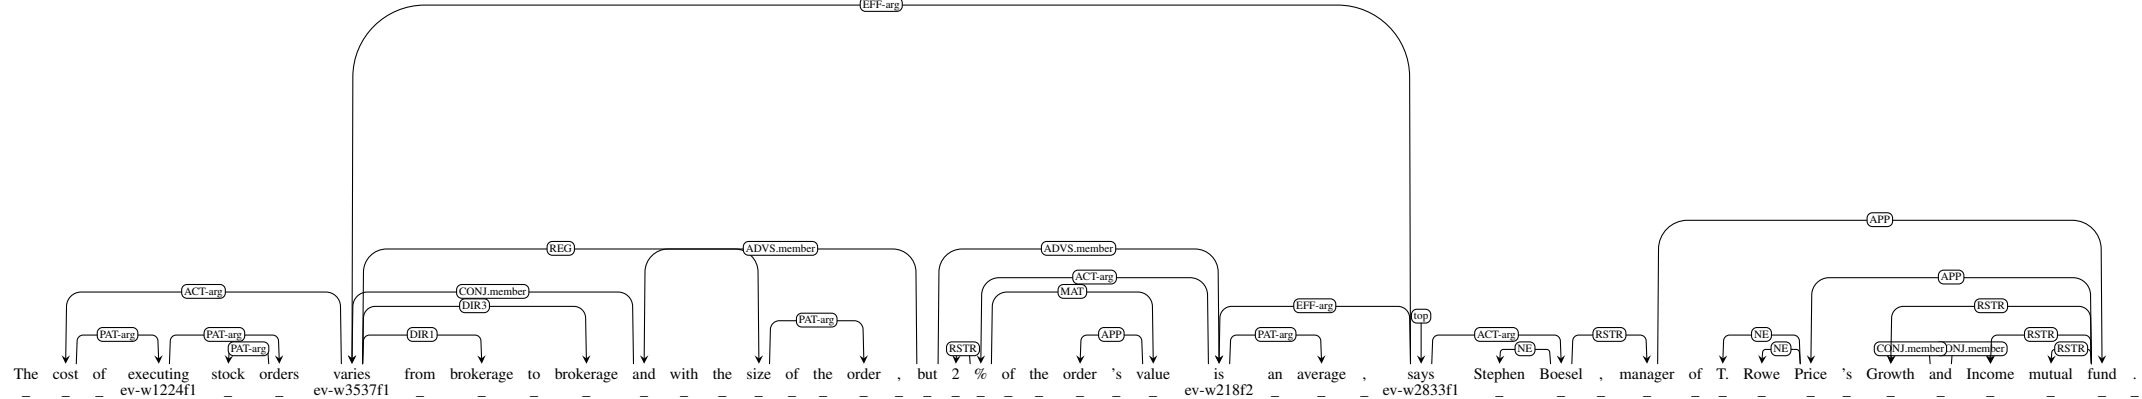 EFF-arg
APP
REG ADVS.member ADVS.member
ACT-arg APP
ACT-arg CONJ.member MAT
DIR3 EFF-arg RSTR
PAT-arg top
PAT-arg PAT-arg DIR1 APP PAT-arg ACT-arg RSTR NE RSTR
PAT-arg RSTR NE NE CONJ.member ONJ.member RSTR
The cost of executing stock orders varies from brokerage to brokerage and with the size of the order , but 2 % of the order 's value is an average , says Stephen Boesel , manager of T. Rowe Price 's Growth and Income mutual fund .
_ _ _ ev-w1224f1 _ _ ev-w3537f1 _ _ _ _ _ _ _ _ _ _ _ _ _ _ _ _ _ _ _ _ ev-w218f2 _ _ _ ev-w2833f1 _ _ _ _ _ _ _ _ _ _ _ _ _ _ _